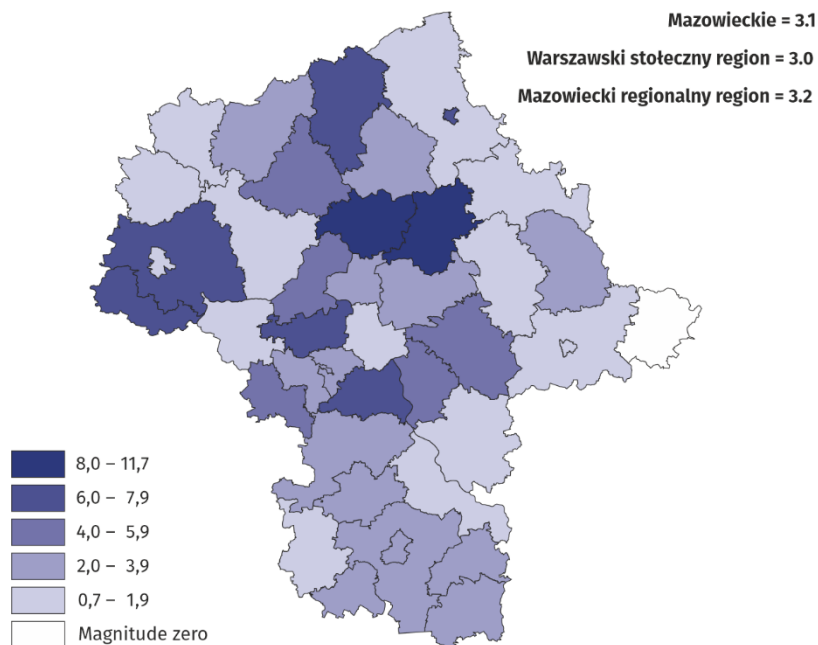 Mazowieckie = 3.1
Warszawski stołeczny region = 3.0
Mazowiecki regionalny region = 3.2
8,0 – 11,7
6,0 – 7,9
4,0 – 5,9
2,0 – 3,9
0,7 – 1,9
Magnitude zero